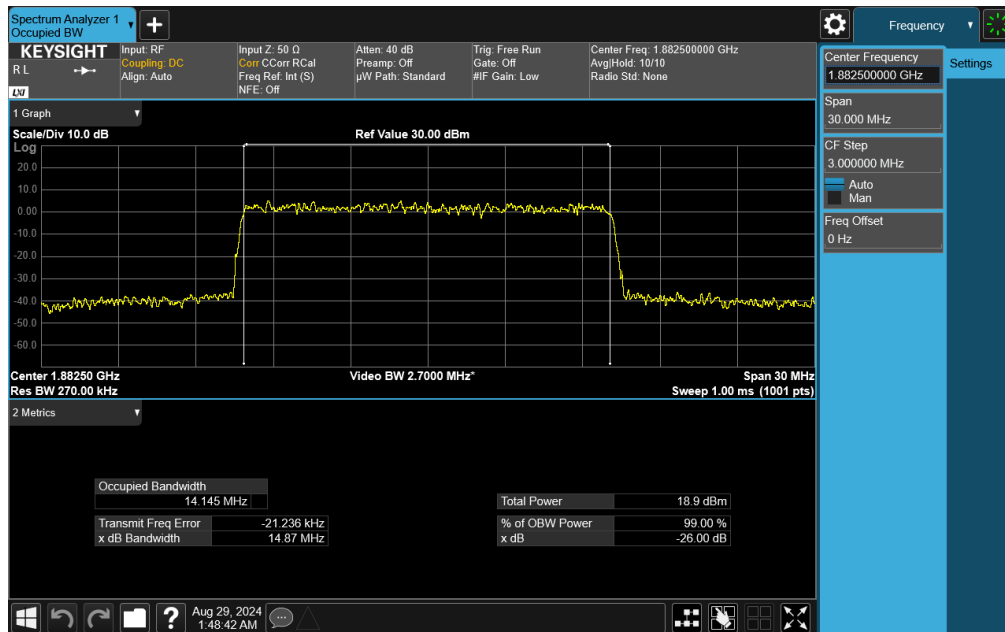 Spectrum Analyzer 1
Occupied BW
Frequency
KEYSIGHT
R L
LXI
Input: RF
Coupling: DC
Align: Auto
Input Z: 50 Ω
Corr CCorr RCal
Freq Ref: Int (S)
NFE: Off
Atten: 40 dB
Preamp: Off
µW Path: Standard
Trig: Free Run
Gate: Off
#IF Gain: Low
Center Freq: 1.882500000 GHz
Avg|Hold: 10/10
Radio Std: None
Center Frequency
1.882500000 GHz
Settings
Span
30.000 MHz
CF Step
3.000000 MHz
Auto
Man
Freq Offset
0 Hz
1 Graph
Scale/Div 10.0 dB
Ref Value 30.00 dBm
Log
20.0
10.0
0.00
-10.0
-20.0
-30.0
-40.0
-50.0
-60.0
Center 1.88250 GHz
Video BW 2.7000 MHz*
Span 30 MHz
Res BW 270.00 kHz
Sweep 1.00 ms (1001 pts)
2 Metrics
Occupied Bandwidth
14.145 MHz
Total Power 18.9 dBm
Transmit Freq Error -21.236 kHz
% of OBW Power 99.00 %
x dB Bandwidth 14.87 MHz
x dB -26.00 dB
?
Aug 29, 2024
1:48:42 AM